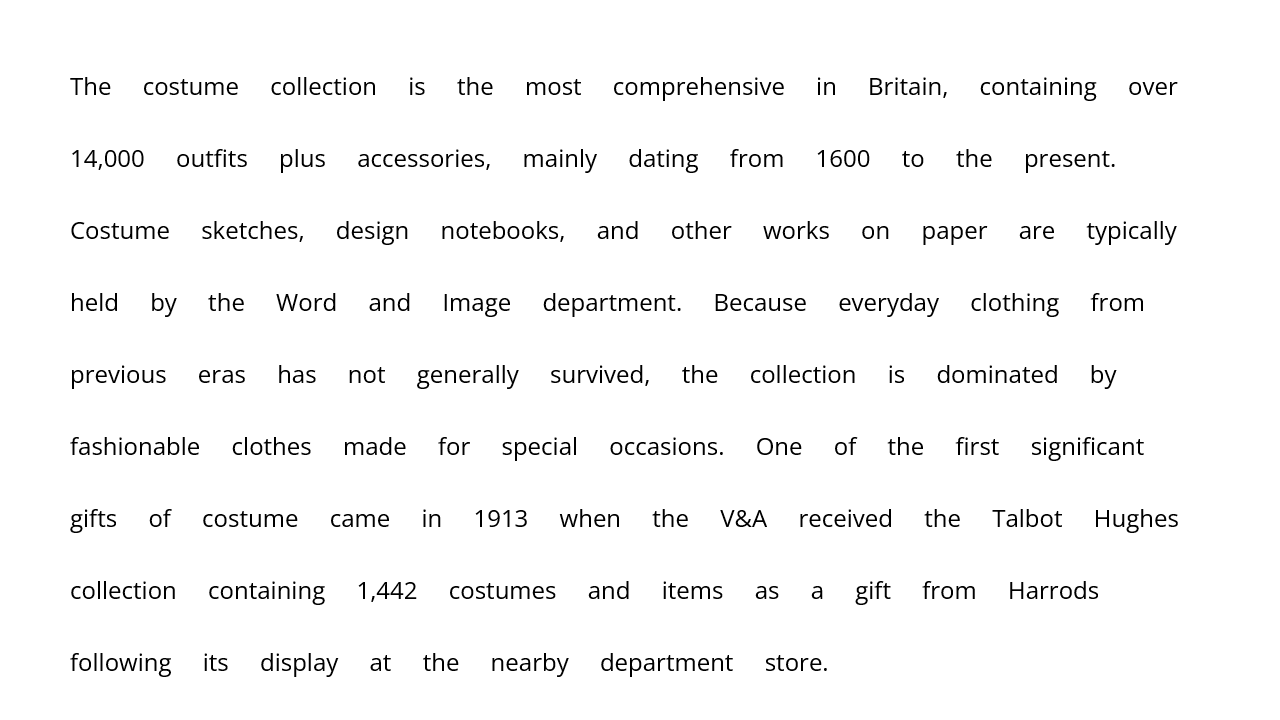 The costume collection is the most comprehensive in Britain, containing over
14,000 outfits plus accessories, mainly dating from 1600 to the present.
Costume sketches, design notebooks, and other works on paper are typically
held by the Word and Image department. Because everyday clothing from
previous eras has not generally survived, the collection is dominated by
fashionable clothes made for special occasions. One of the first significant
gifts of costume came in 1913 when the V&A received the Talbot Hughes
collection containing 1,442 costumes and items as a gift from Harrods
following its display at the nearby department store.